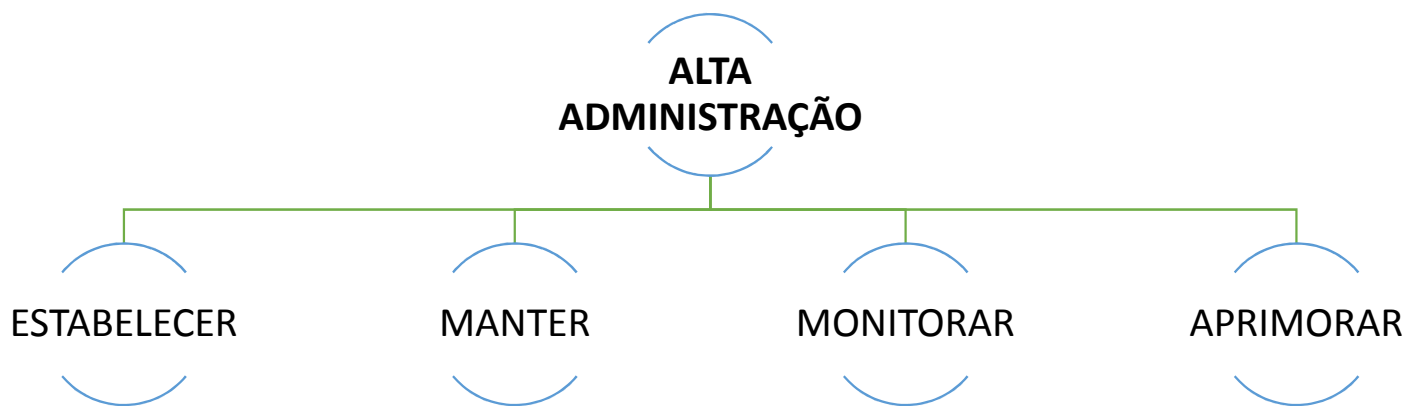 ALTA
ADMINISTRAÇÃO
ESTABELECER
MANTER
MONITORAR
APRIMORAR